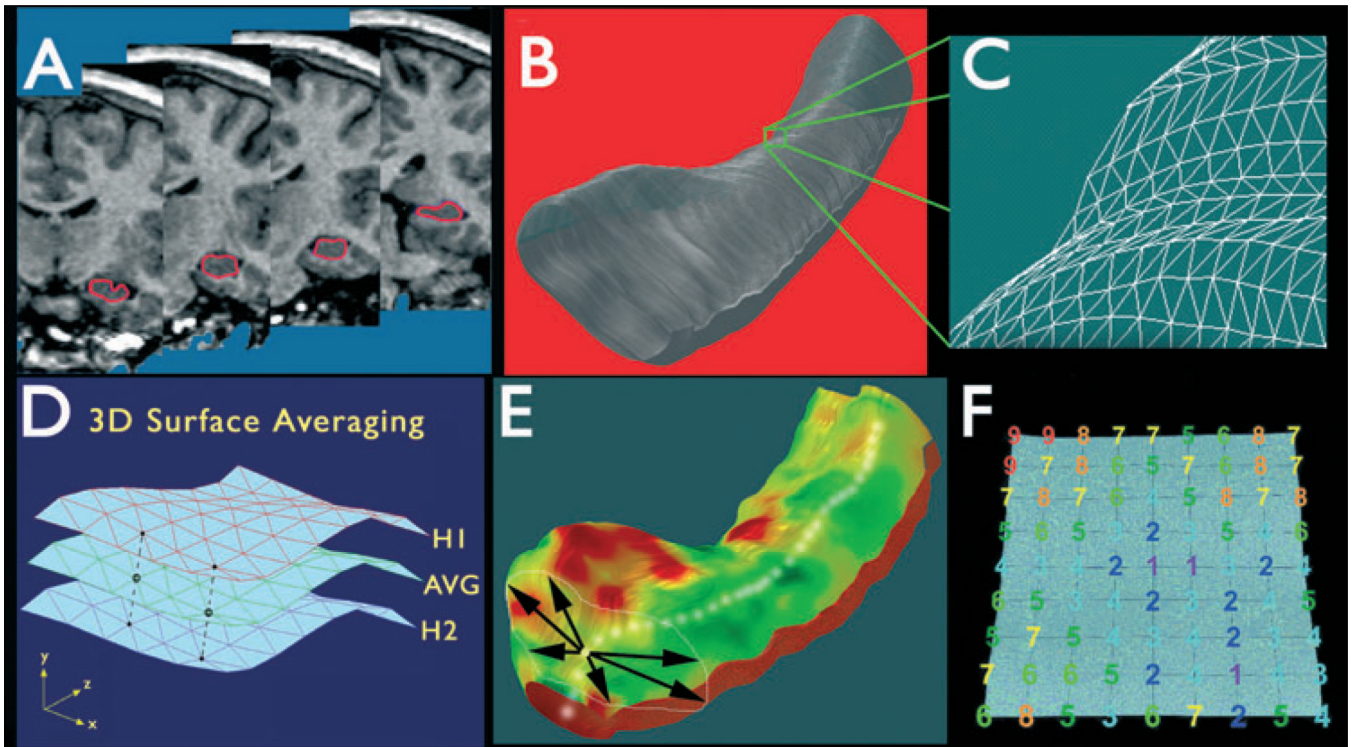 A
B
C
D 3D Surface Averaging
H1
AVG
H2
y
z
x
E
F
9 9 8 7 7 5 6 8 7
9 7 8 6 5 7 6 8 7
7 8 7 6 4 5 8 7 8
5 6 5 3 2 3 5 4 6
4 3 4 2 1 1 3 2 4
6 5 3 4 2 3 2 4 5
5 7 5 4 3 4 2 3 4
7 6 6 5 2 4 1 4 3
6 8 5 3 6 7 2 5 4